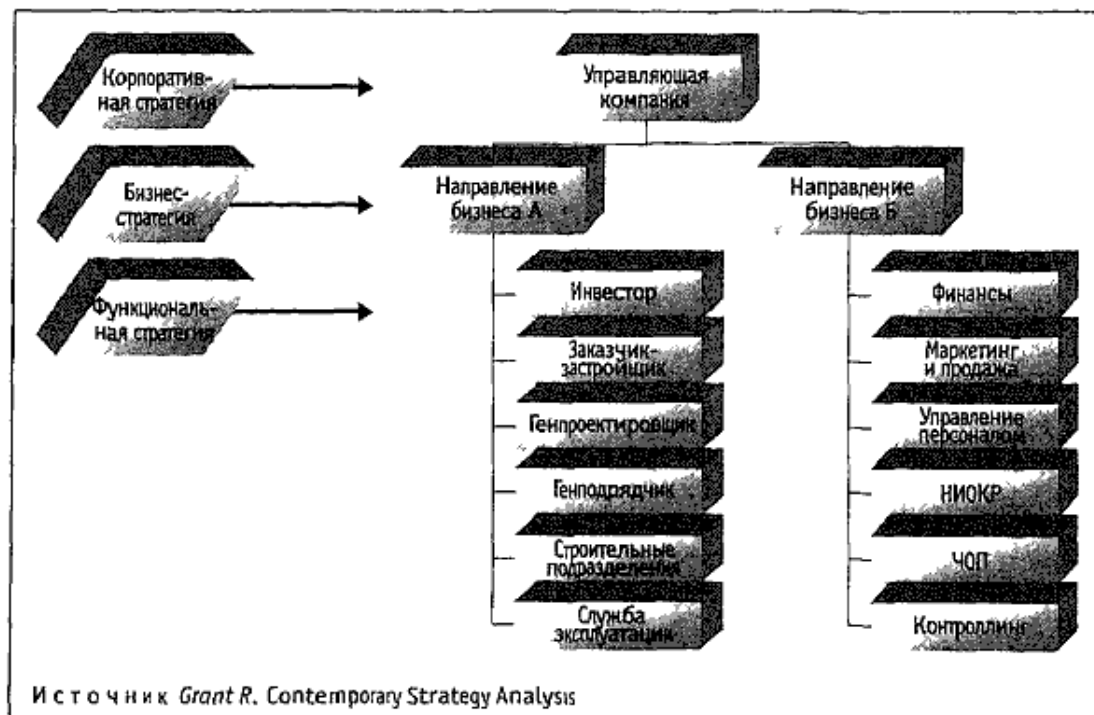 Корпоратив-
ная стратегия
Управляющая
компания
Бизнес-
стратегия
Направление
бизнеса А
Направление
бизнеса Б
Функциональ-
ная стратегия
Инвестор
Заказчик-
застройщик
Генпроектировщик
Генподрядчик
Строительные
подразделения
Служба
эксплуатации
Финансы
Маркетинг
и продажа
Управление
персоналом
НИОКР
ЧОП
Контроллинг
Источник Grant R. Contemporary Strategy Analysis